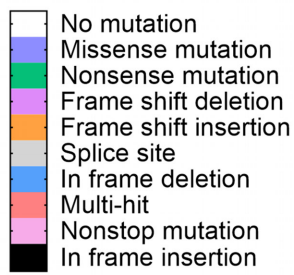 No mutation
Missense mutation
Nonsense mutation
Frame shift deletion
Frame shift insertion
Splice site
In frame deletion
Multi-hit
Nonstop mutation
In frame insertion